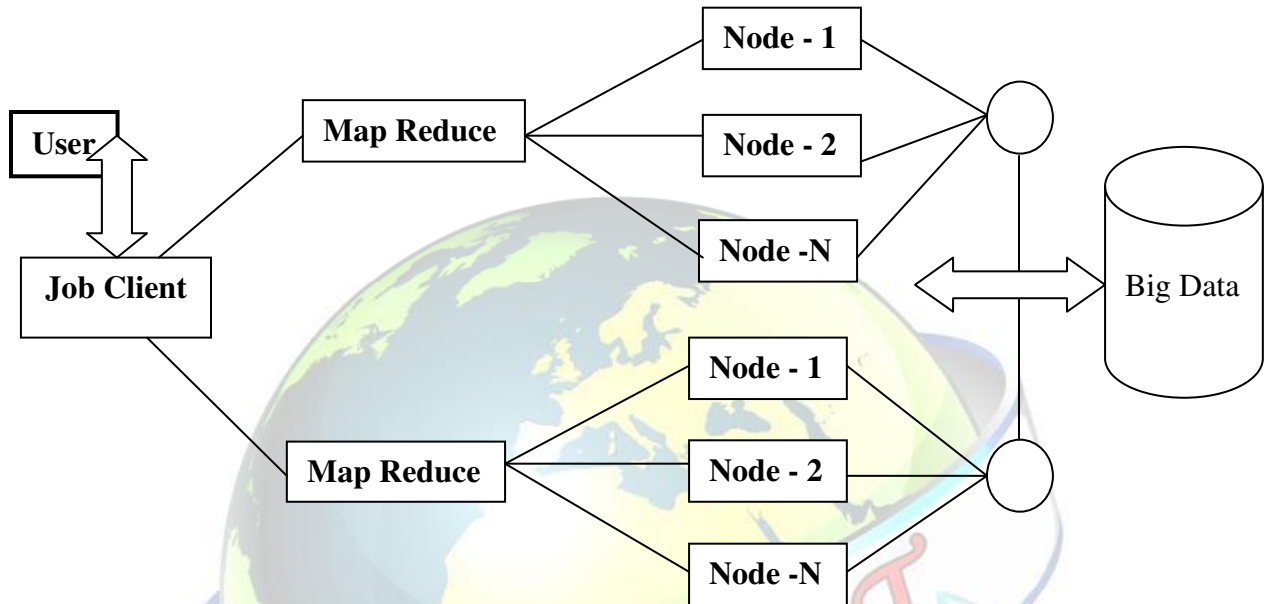 Node - 1
User
Map Reduce
Node - 2
Node -N
Job Client
Big Data
Node - 1
Map Reduce
Node - 2
Node -N